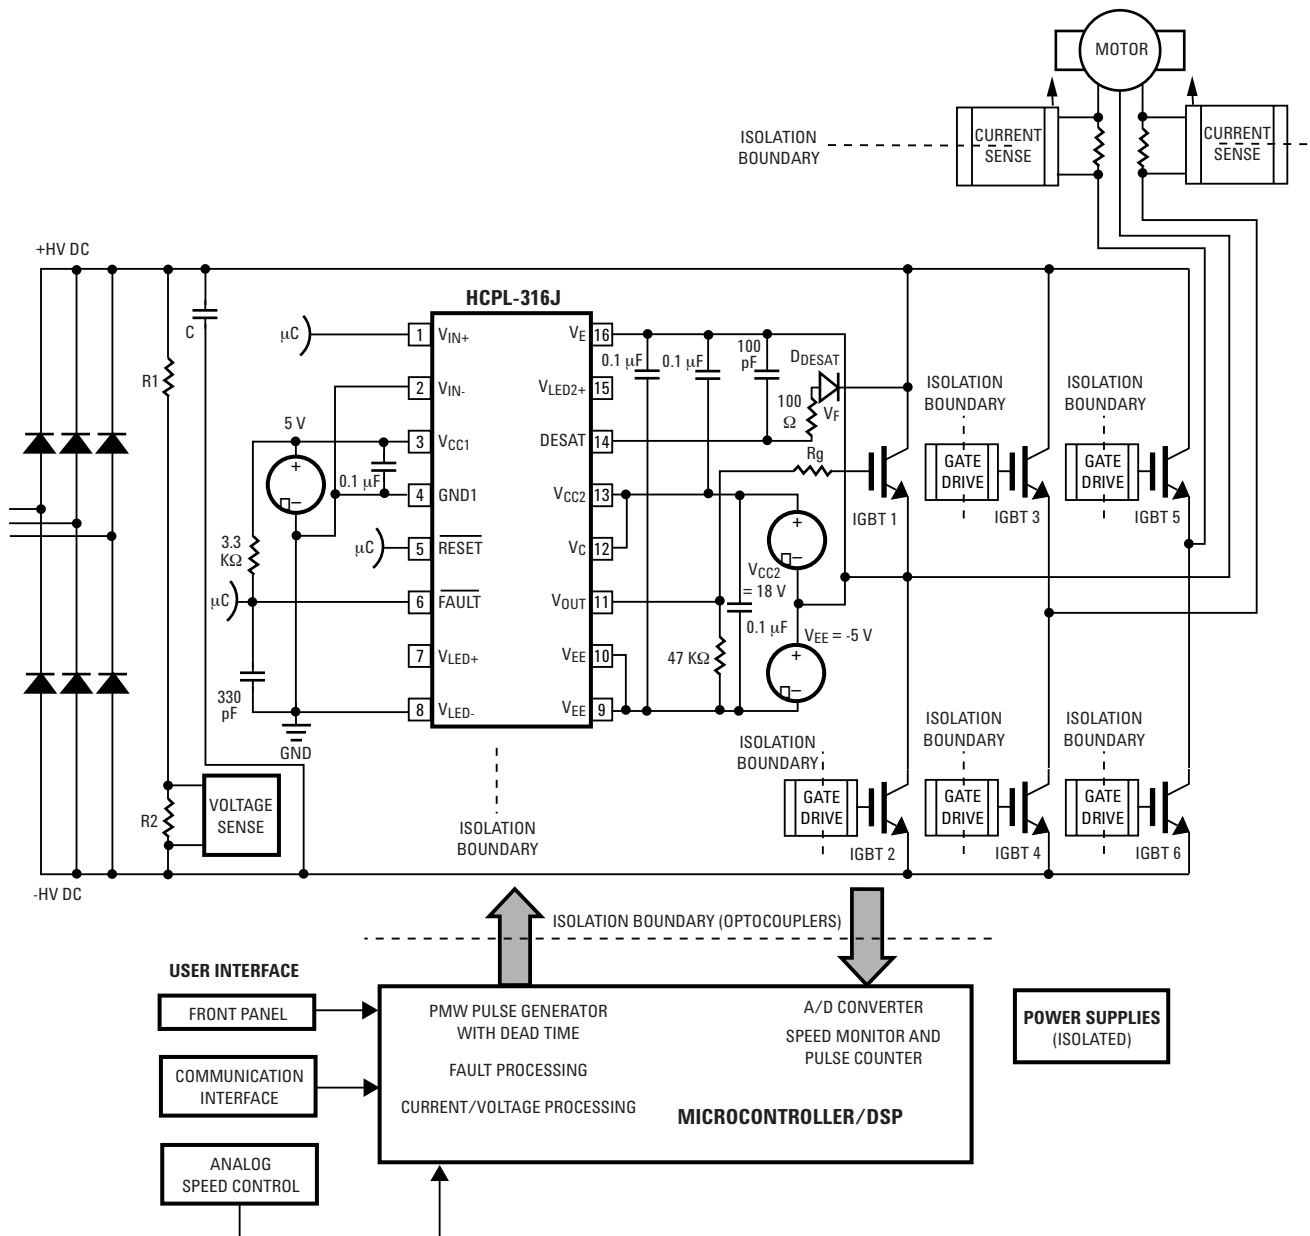 MOTOR
CURRENT
SENSE
CURRENT
SENSE
ISOLATION
BOUNDARY
+HV DC
HCPL-316J
C
R1
µC
1
VIN+
2
VIN-
5 V
3
VCC1
0.1 µF
4
GND1
3.3
KΩ
µC
5
RESET
µC
6
FAULT
7
VLED+
330
pF
8
VLED-
GND
VE
16
VLED2+
15
DESAT
14
VCC2
13
VC
12
VOUT
11
VEE
10
VEE
9
0.1 µF
0.1 µF
100
pF
DDESAT
100
Ω
VF
Rg
+
–
VCC2
= 18 V
0.1 µF
VEE = -5 V
47 KΩ
+
–
+
–
IGBT 1
ISOLATION
BOUNDARY
GATE
DRIVE
IGBT 3
ISOLATION
BOUNDARY
GATE
DRIVE
IGBT 5
ISOLATION
BOUNDARY
GATE
DRIVE
IGBT 2
ISOLATION
BOUNDARY
GATE
DRIVE
IGBT 4
ISOLATION
BOUNDARY
GATE
DRIVE
IGBT 6
R2
VOLTAGE
SENSE
ISOLATION
BOUNDARY
-HV DC
ISOLATION BOUNDARY (OPTOCOUPLERS)
USER INTERFACE
FRONT PANEL
COMMUNICATION
INTERFACE
ANALOG
SPEED CONTROL
PMW PULSE GENERATOR
WITH DEAD TIME
FAULT PROCESSING
CURRENT/VOLTAGE PROCESSING
A/D CONVERTER
SPEED MONITOR AND
PULSE COUNTER
MICROCONTROLLER/DSP
POWER SUPPLIES
(ISOLATED)